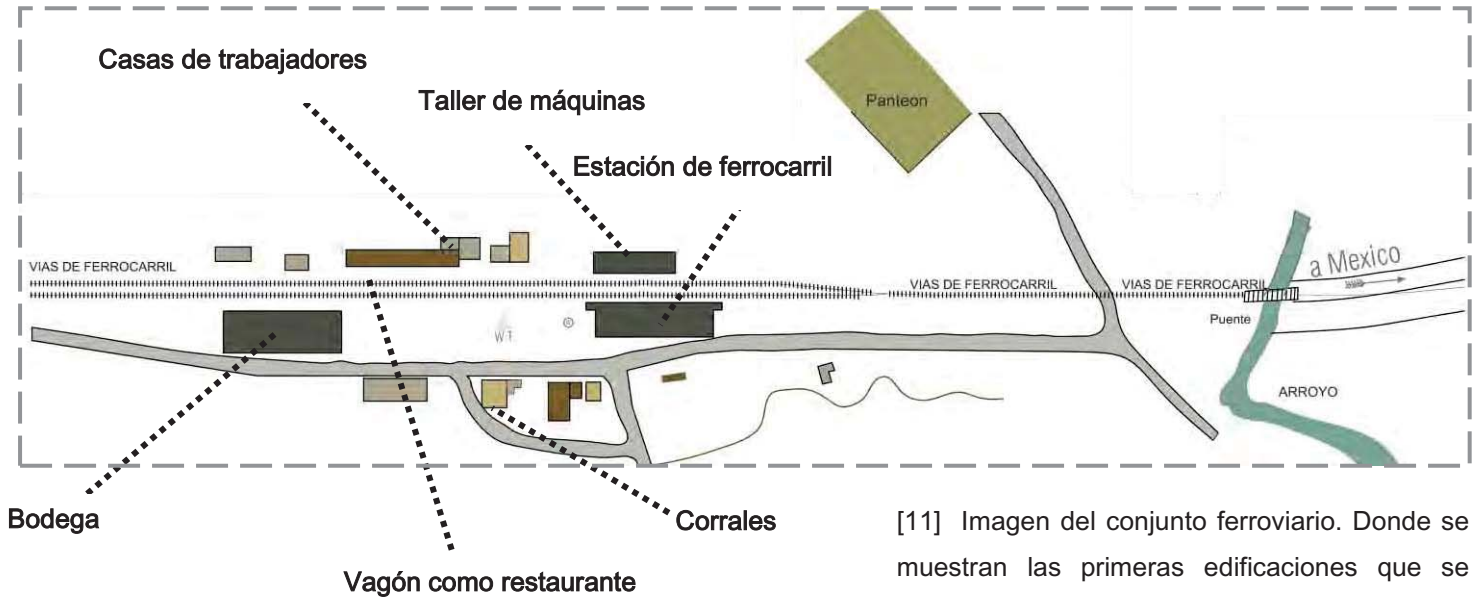 Casas de trabajadores
Taller de máquinas
Panteon
Estación de ferrocarril
VIAS DE FERROCARRIL
VIAS DE FERROCARRIL
VIAS DE FERROCARRIL
a Mexico
Puente
WT
R
ARROYO
Bodega
Corrales
Vagón como restaurante
[11] Imagen del conjunto ferroviario. Donde se
muestran las primeras edificaciones que se